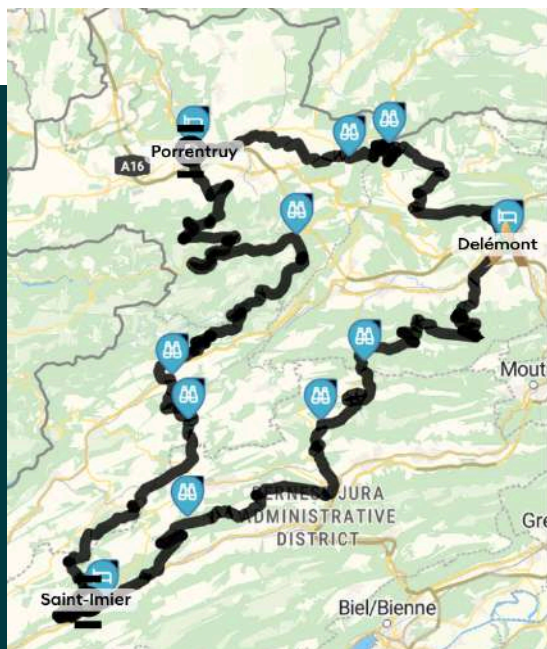 Porrentruy
A16
Delémont
Mout
BERNESE JURA
ADMINISTRATIVE
DISTRICT
Gre
Saint-Imier
Biel/Bienne